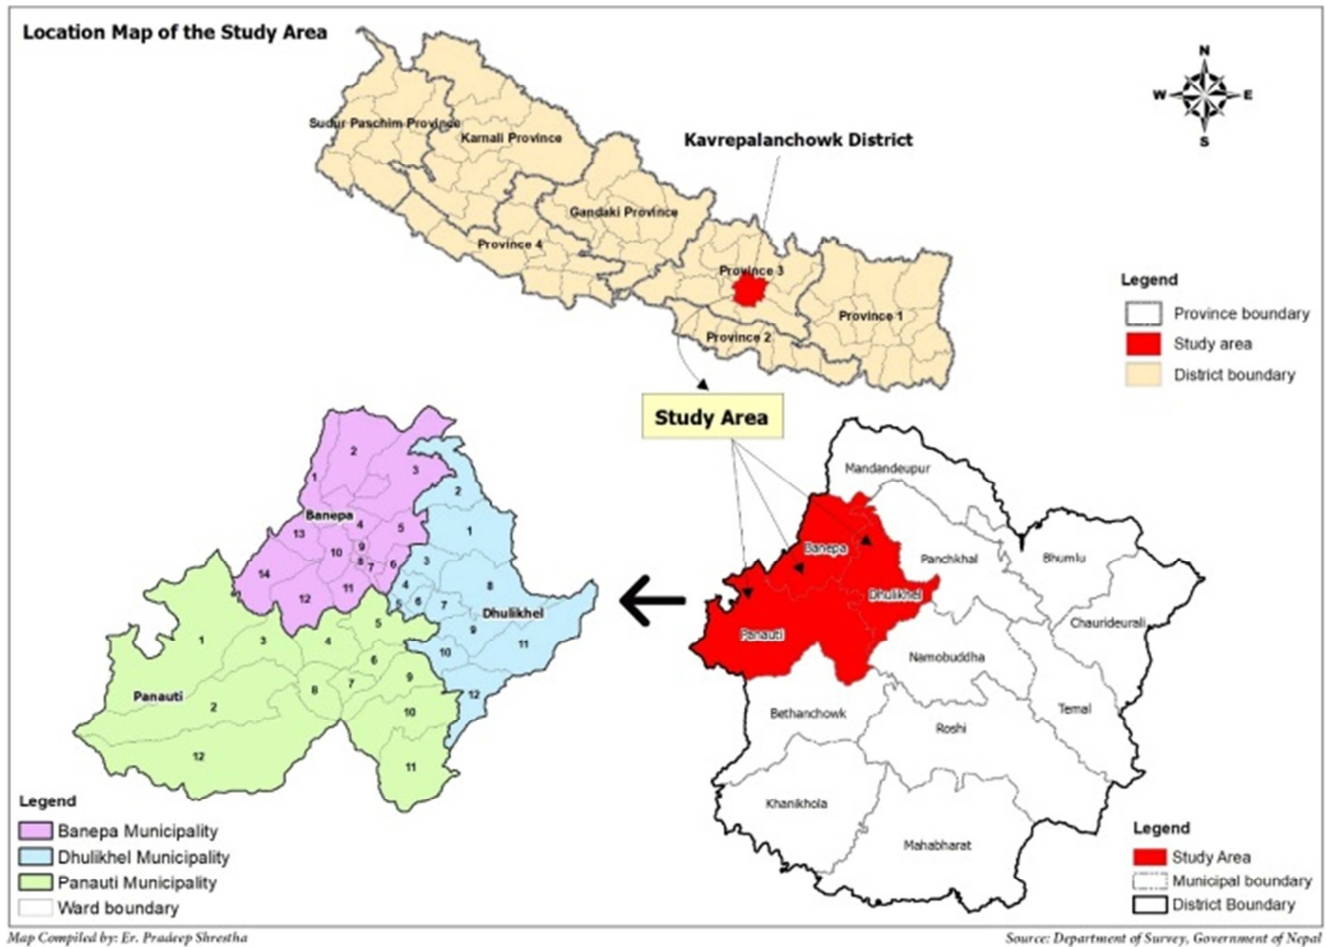 Location Map of the Study Area
N
W
E
S
Kavrepalanchowk District
Sudur Paschim Province
Karnali Province
Gandaki Province
Province 4
Province 3
Province 1
Province 2
Legend
Province boundary
Study area
District boundary
Study Area
2
3
1
Banepa
4
5
13
10
9
8
7
6
14
11
12
2
1
3
8
4
5
6
7
Dhulikhel
9
11
10
12
1
3
4
5
6
Panauti
2
8
7
9
10
12
11
Mandandeupur
Banepa
Panchkhal
Bhumlu
Dhulikhel
Chaurideurali
Panauti
Namobuddha
Bethanchowk
Roshi
Temal
Khanikhola
Mahabharat
Legend
Banepa Municipality
Dhulikhel Municipality
Panauti Municipality
Ward boundary
Legend
Study Area
Municipal boundary
District Boundary
Map Compiled by: Er. Pradeep Shrestha
Source: Department of Survey, Government of Nepal